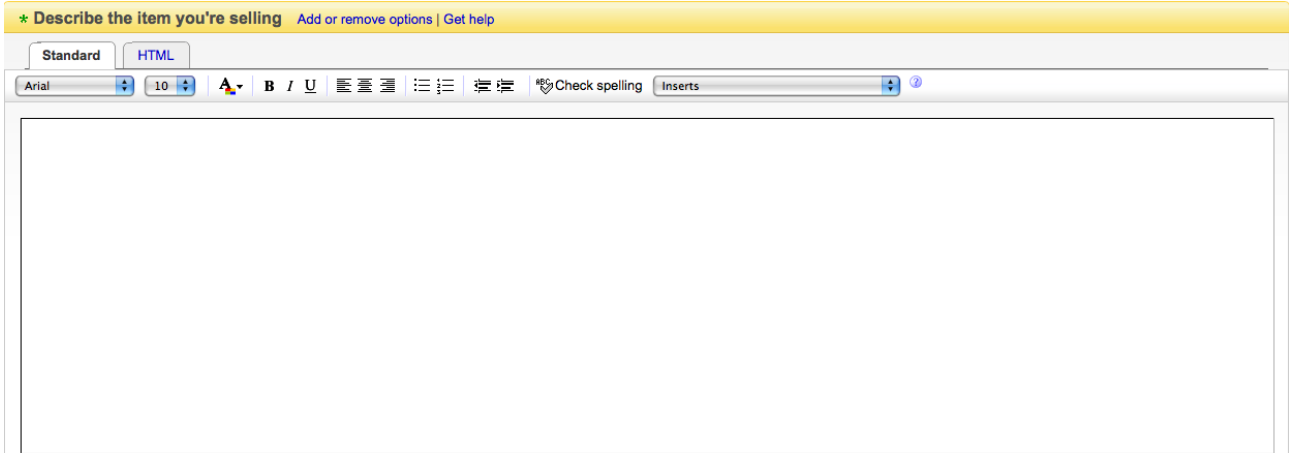 * Describe the item you're selling Add or remove options | Get help
Standard HTML
Arial 10 A B I U ABC Check spelling Inserts ?